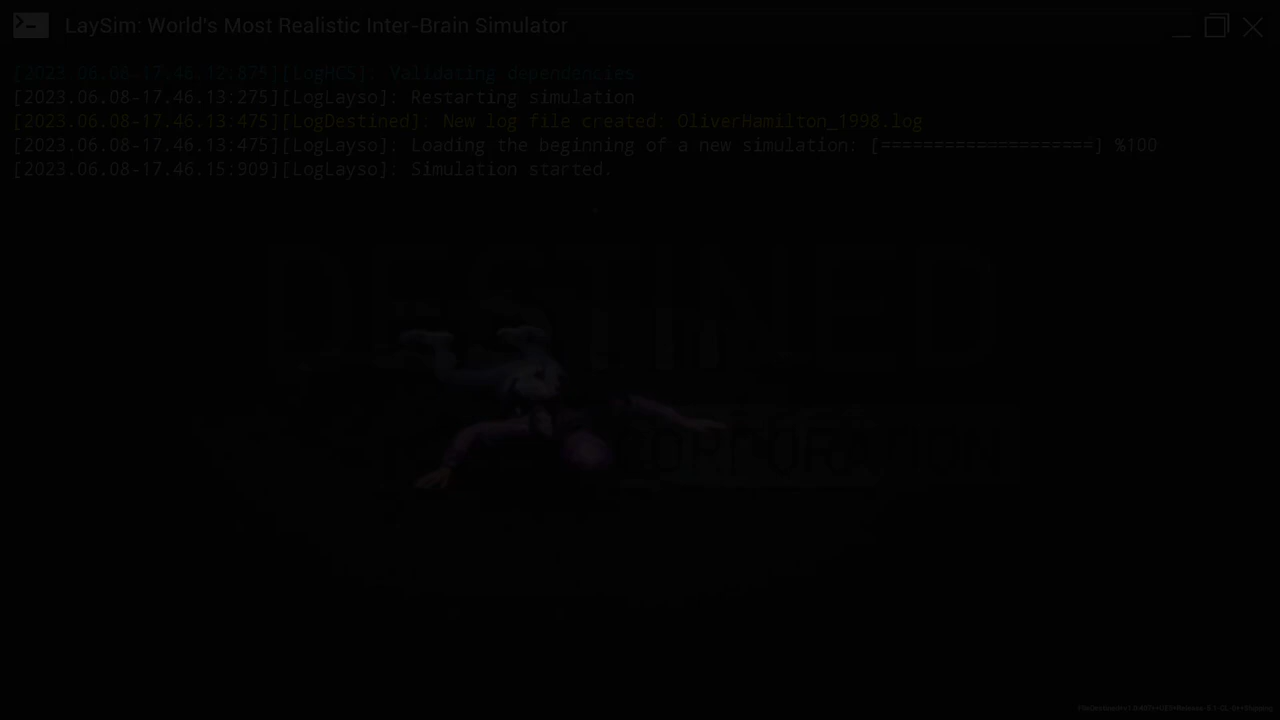 LaySim: World's Most Realistic Inter-Brain Simulator
[2023.06.08-17.46.12:875][LogHGS]: Validating dependencies
[2023.06.08-17.46.13:275][LogLayso]: Restarting simulation
[2023.06.08-17.46.13:475][LogDestined]: New log file created: OliverHamilton_1998.log
[2023.06.08-17.46.13:475][LogLayso]: Loading the beginning of a new simulation: [====================] %100
[2023.06.08-17.46.15:909][LogLayso]: Simulation started.
DESTINED
CORPORATION